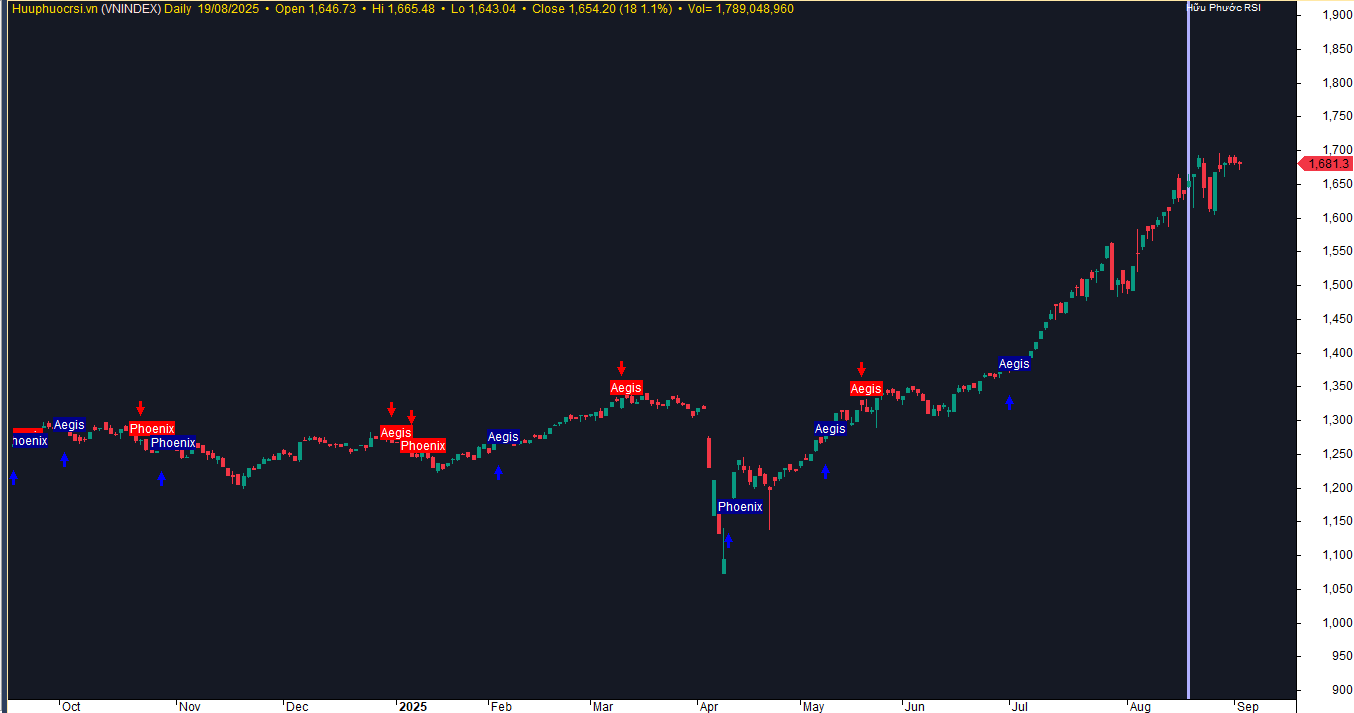 Huuphuocrsi.vn (VNINDEX) Daily 19/08/2025 • Open 1,646.73 • Hi 1,665.48 • Lo 1,643.04 • Close 1,654.20 (18 1.1%) • Vol= 1,789,048,960
Hữu Phước RSI
1,900
1,850
1,800
1,750
1,700
1,681.3
1,650
1,600
1,550
1,500
1,450
1,400
1,350
1,300
1,250
1,200
1,150
1,100
1,050
1,000
950
900
hoenix
Aegis
Phoenix
Phoenix
Aegis
Phoenix
Aegis
Aegis
Phoenix
Aegis
Aegis
Aegis
Oct Nov Dec 2025 Feb Mar Apr May Jun Jul Aug Sep